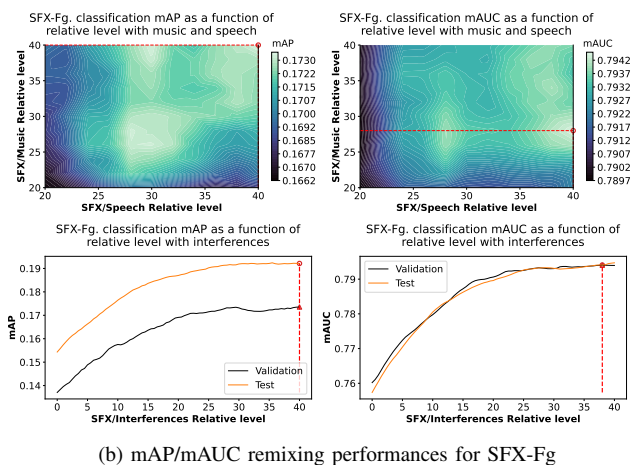 SFX-Fg. classification mAP as a function of
relative level with music and speech
mAP
SFX/Music Relative level
40
35
30
25
20
20 25 30 35 40
SFX/Speech Relative level
0.1730
0.1722
0.1715
0.1707
0.1700
0.1692
0.1685
0.1677
0.1670
0.1662
SFX-Fg. classification mAUC as a function of
relative level with music and speech
mAUC
SFX/Music Relative level
40
35
30
25
20
20 25 30 35 40
SFX/Speech Relative level
0.7942
0.7937
0.7932
0.7927
0.7922
0.7917
0.7912
0.7907
0.7902
0.7897
SFX-Fg. classification mAP as a function of
relative level with interferences
mAP
0.19
0.18
0.17
0.16
0.15
0.14
Validation
Test
0 5 10 15 20 25 30 35 40
SFX/Interferences Relative level
SFX-Fg. classification mAUC as a function of
relative level with interferences
mAUC
0.79
0.78
0.77
0.76
Validation
Test
0 5 10 15 20 25 30 35 40
SFX/Interferences Relative level
(b) mAP/mAUC remixing performances for SFX-Fg